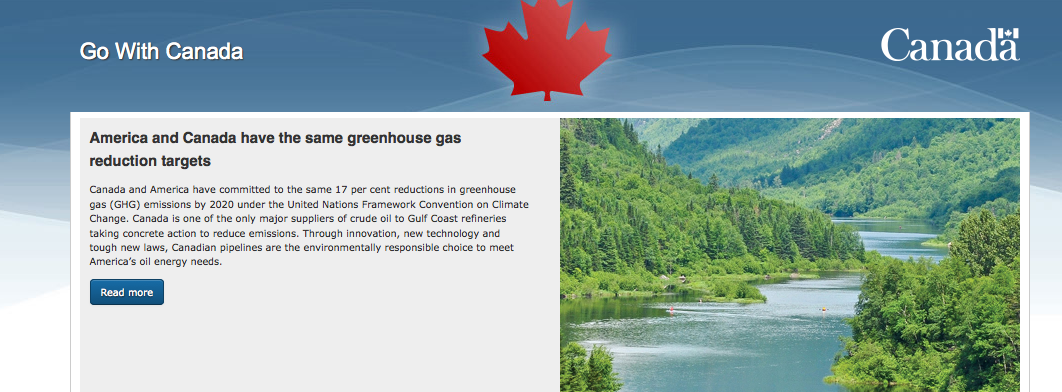 Go With Canada
Canada
America and Canada have the same greenhouse gas
reduction targets
Canada and America have committed to the same 17 per cent reductions in greenhouse
gas (GHG) emissions by 2020 under the United Nations Framework Convention on Climate
Change. Canada is one of the only major suppliers of crude oil to Gulf Coast refineries
taking concrete action to reduce emissions. Through innovation, new technology and
tough new laws, Canadian pipelines are the environmentally responsible choice to meet
America's oil energy needs.
Read more